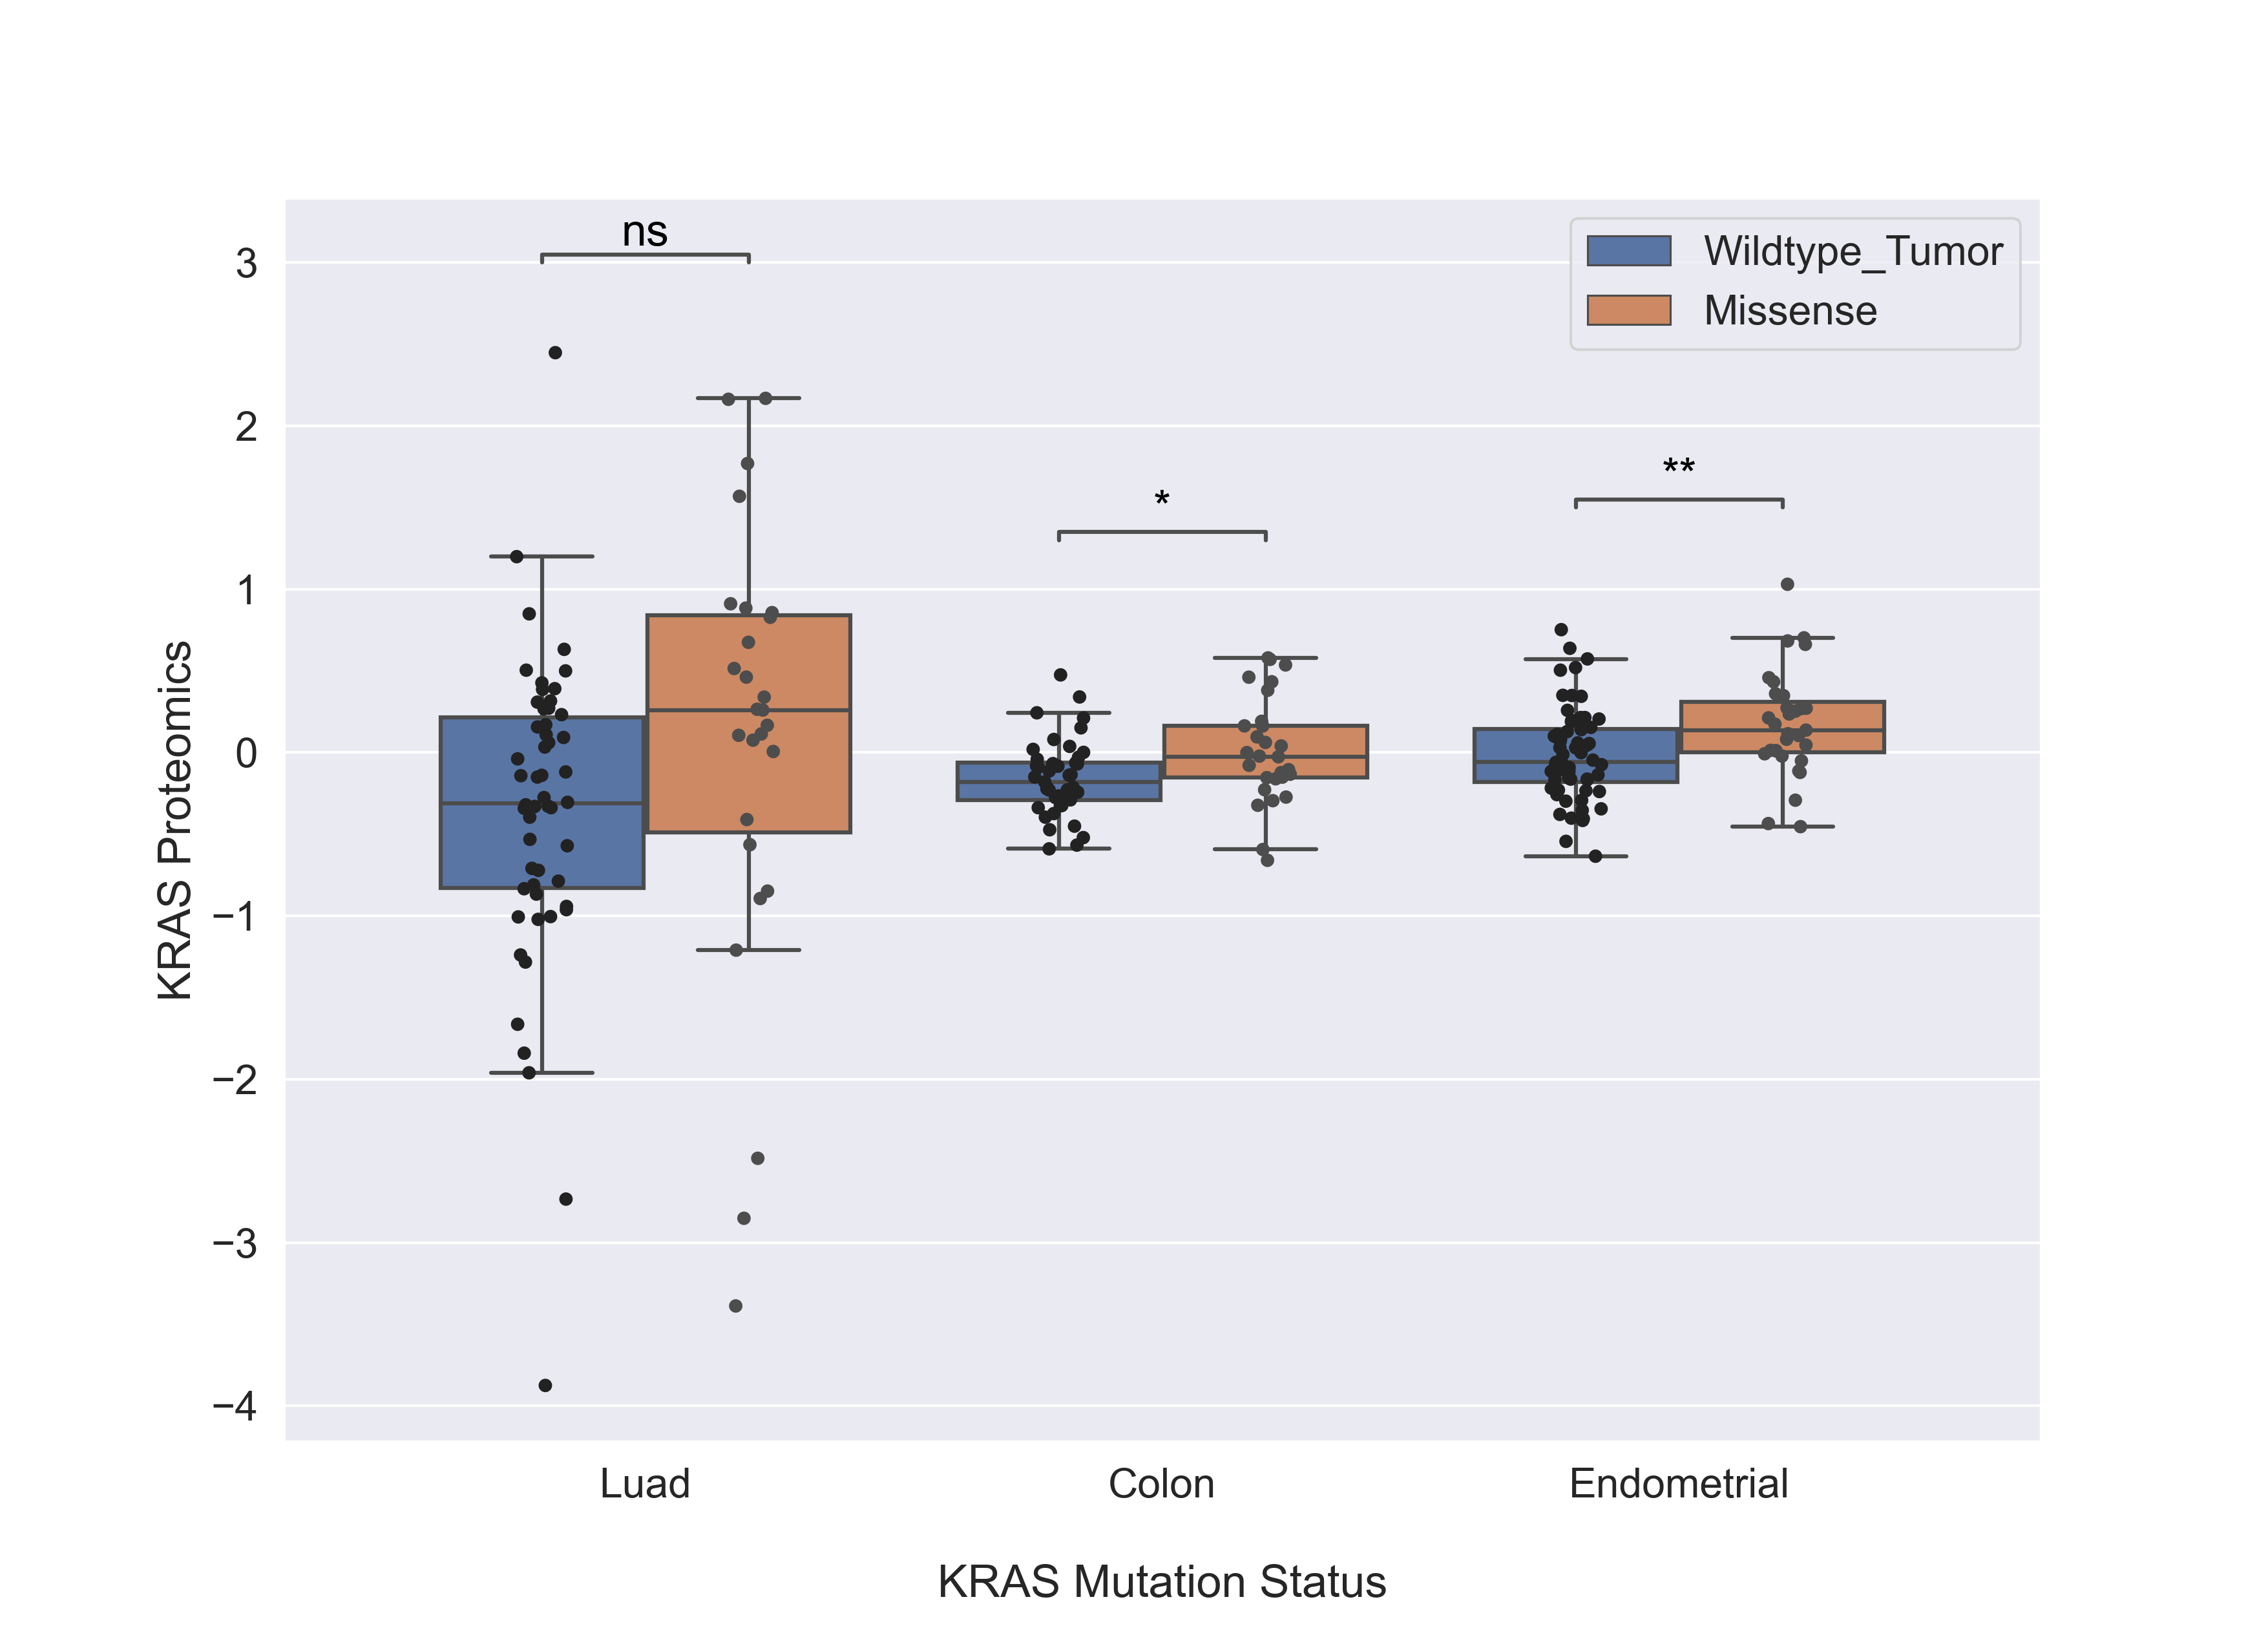 ns
Wildtype_Tumor
Missense
*
**
3
2
1
0
−1
−2
−3
−4
KRAS Proteomics
Luad
Colon
Endometrial
KRAS Mutation Status